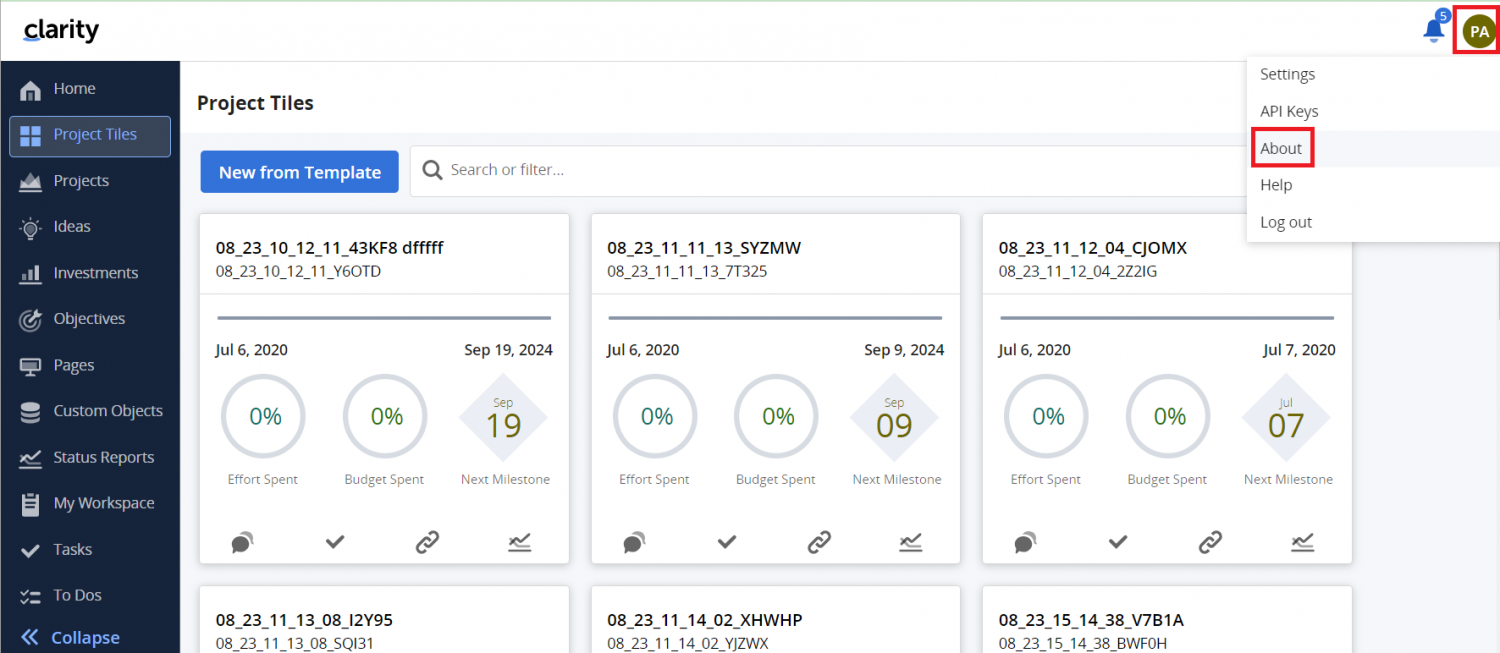 clarity
5
PA
Settings
API Keys
About
Help
Log out
Home
Project Tiles
Projects
Ideas
Investments
Objectives
Pages
Custom Objects
Status Reports
My Workspace
Tasks
To Dos
Collapse
Project Tiles
New from Template
Search or filter...
08_23_10_12_11_43KF8 dfffff
08_23_10_12_11_Y6OTD
Jul 6, 2020 Sep 19, 2024
0% 0% Sep 19
Effort Spent Budget Spent Next Milestone
08_23_11_11_13_SYZMW
08_23_11_11_13_7T325
Jul 6, 2020 Sep 9, 2024
0% 0% Sep 09
Effort Spent Budget Spent Next Milestone
08_23_11_12_04_CJOMX
08_23_11_12_04_2Z2IG
Jul 6, 2020 Jul 7, 2020
0% 0% Jul 07
Effort Spent Budget Spent Next Milestone
08_23_11_13_08_I2Y95
08_23_11_13_08_SQI31
08_23_11_14_02_XHWHP
08_23_11_14_02_YJZWX
08_23_15_14_38_V7B1A
08_23_15_14_38_BWF0H